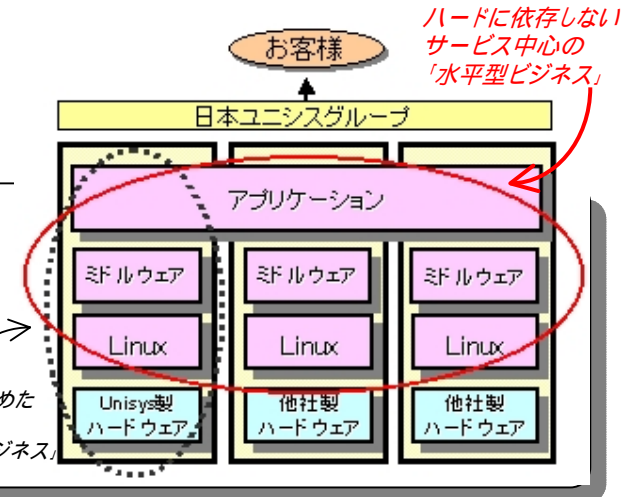 ハードに依存しない
サービス中心の
「水平型ビジネス」
お客様
日本ユニシスグループ
アプリケーション
ミドルウェア
ミドルウェア
ミドルウェア
Linux
Linux
Linux
めた
Unisys製
ハードウェア
他社製
ハードウェア
他社製
ハードウェア
ジネス」